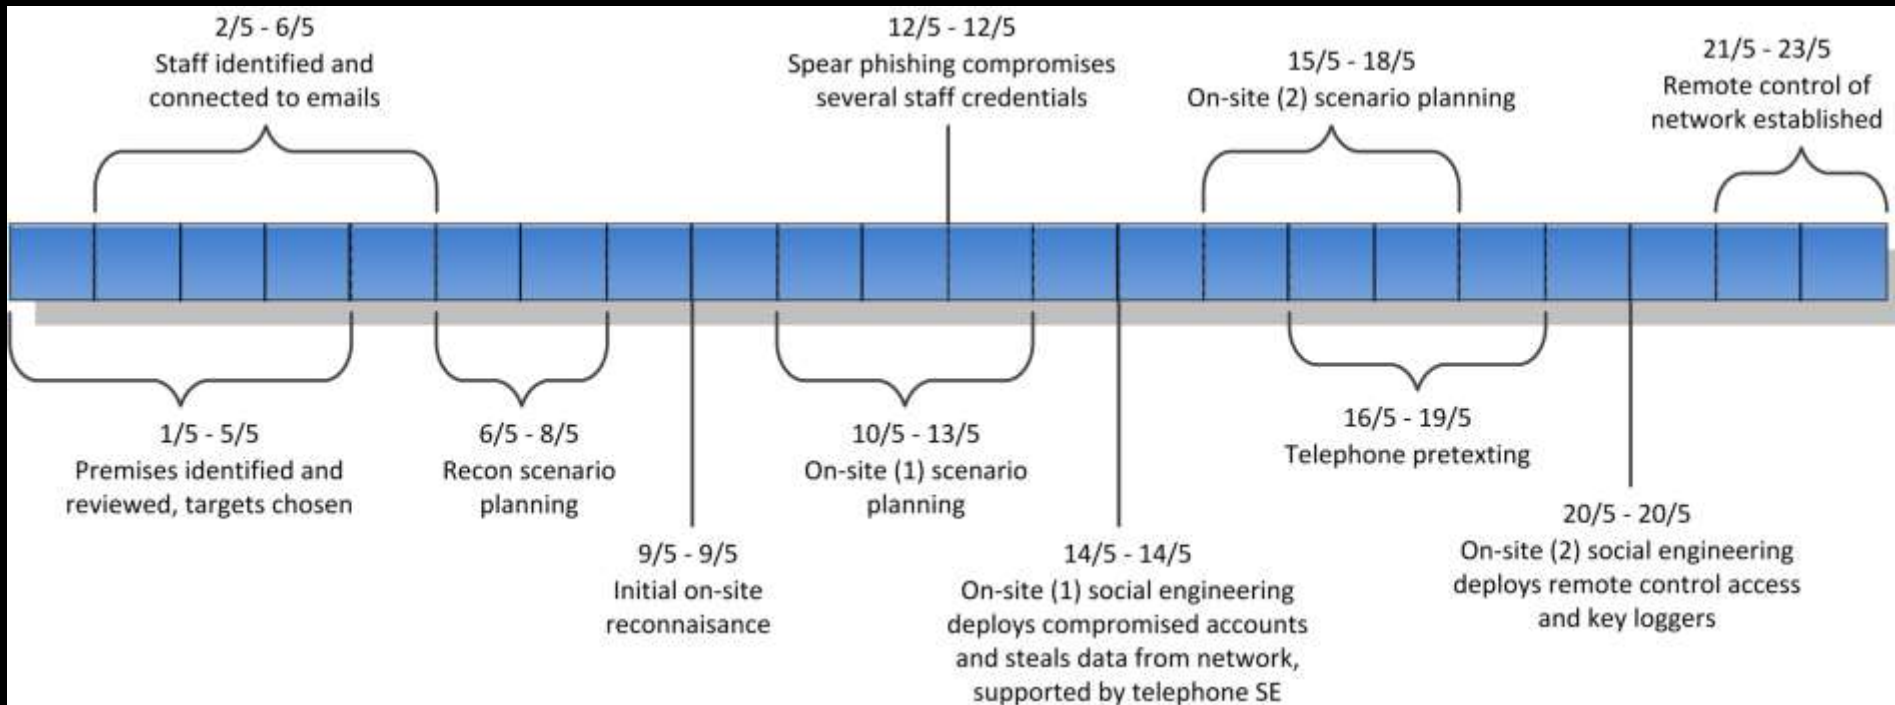 2/5 - 6/5
Staff identified and
connected to emails
12/5 - 12/5
Spear phishing compromises
several staff credentials
15/5 - 18/5
On-site (2) scenario planning
21/5 - 23/5
Remote control of
network established
1/5 - 5/5
Premises identified and
reviewed, targets chosen
6/5 - 8/5
Recon scenario
planning
9/5 - 9/5
Initial on-site
reconnaisance
10/5 - 13/5
On-site (1) scenario
planning
14/5 - 14/5
On-site (1) social engineering
deploys compromised accounts
and steals data from network,
supported by telephone SE
16/5 - 19/5
Telephone pretexting
20/5 - 20/5
On-site (2) social engineering
deploys remote control access
and key loggers